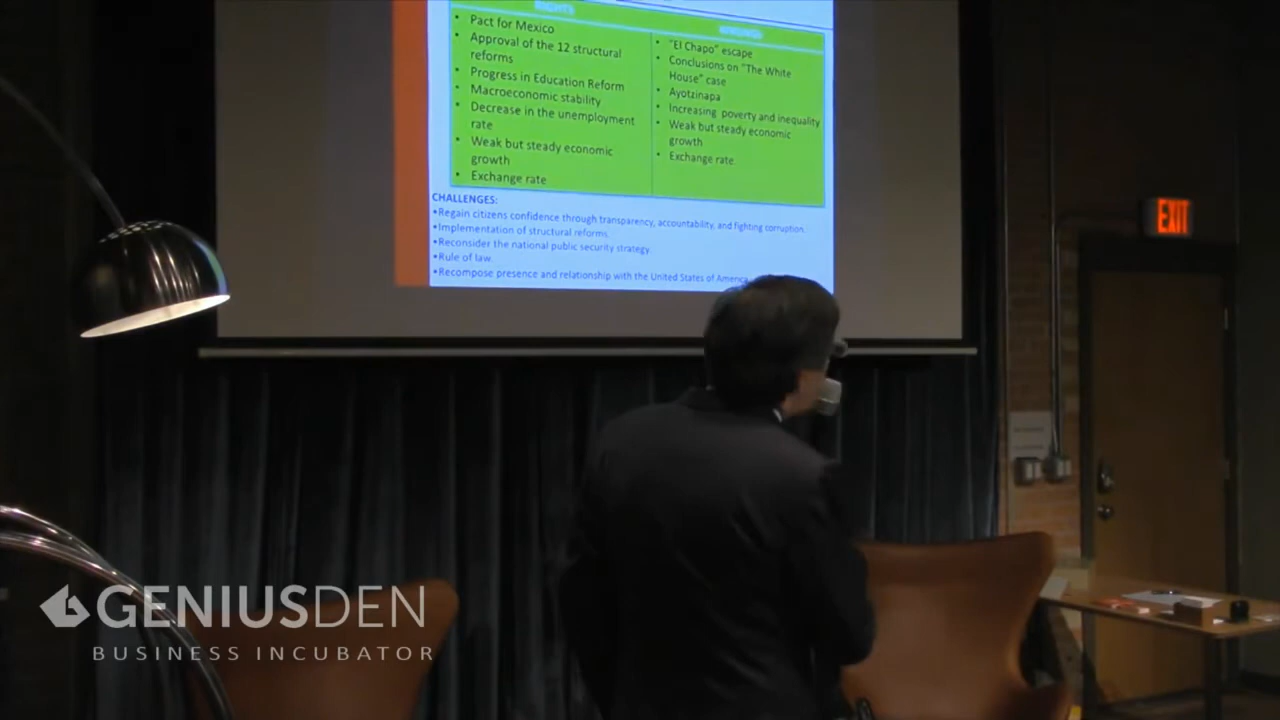 RIGHTS
• Pact for Mexico
• Approval of the 12 structural
reforms
• Progress in Education Reform
• Macroeconomic stability
• Decrease in the unemployment
rate
• Weak but steady economic
growth
• Exchange rate
• "El Chapo" escape
• Conclusions on "The White
House" case
• Ayotzinapa
• Increasing poverty and inequality
• Weak but steady economic
growth
• Exchange rate.
CHALLENGES:
•Regain citizens confidence through transparency, accountability, and fighting corruption.
•Implementation of structural reforms.
•Reconsider the national public security strategy.
•Rule of law
•Recompose presence and relationship with the United States of America
EXIT
GENIUSDEN
BUSINESS INCUBATOR